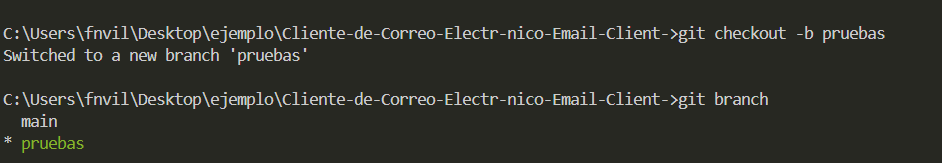 C:\Users\fnvil\Desktop\ejemplo\Cliente-de-Correo-Electr-nico-Email-Client->git checkout -b pruebas
Switched to a new branch 'pruebas'
C:\Users\fnvil\Desktop\ejemplo\Cliente-de-Correo-Electr-nico-Email-Client->git branch
  main
* pruebas